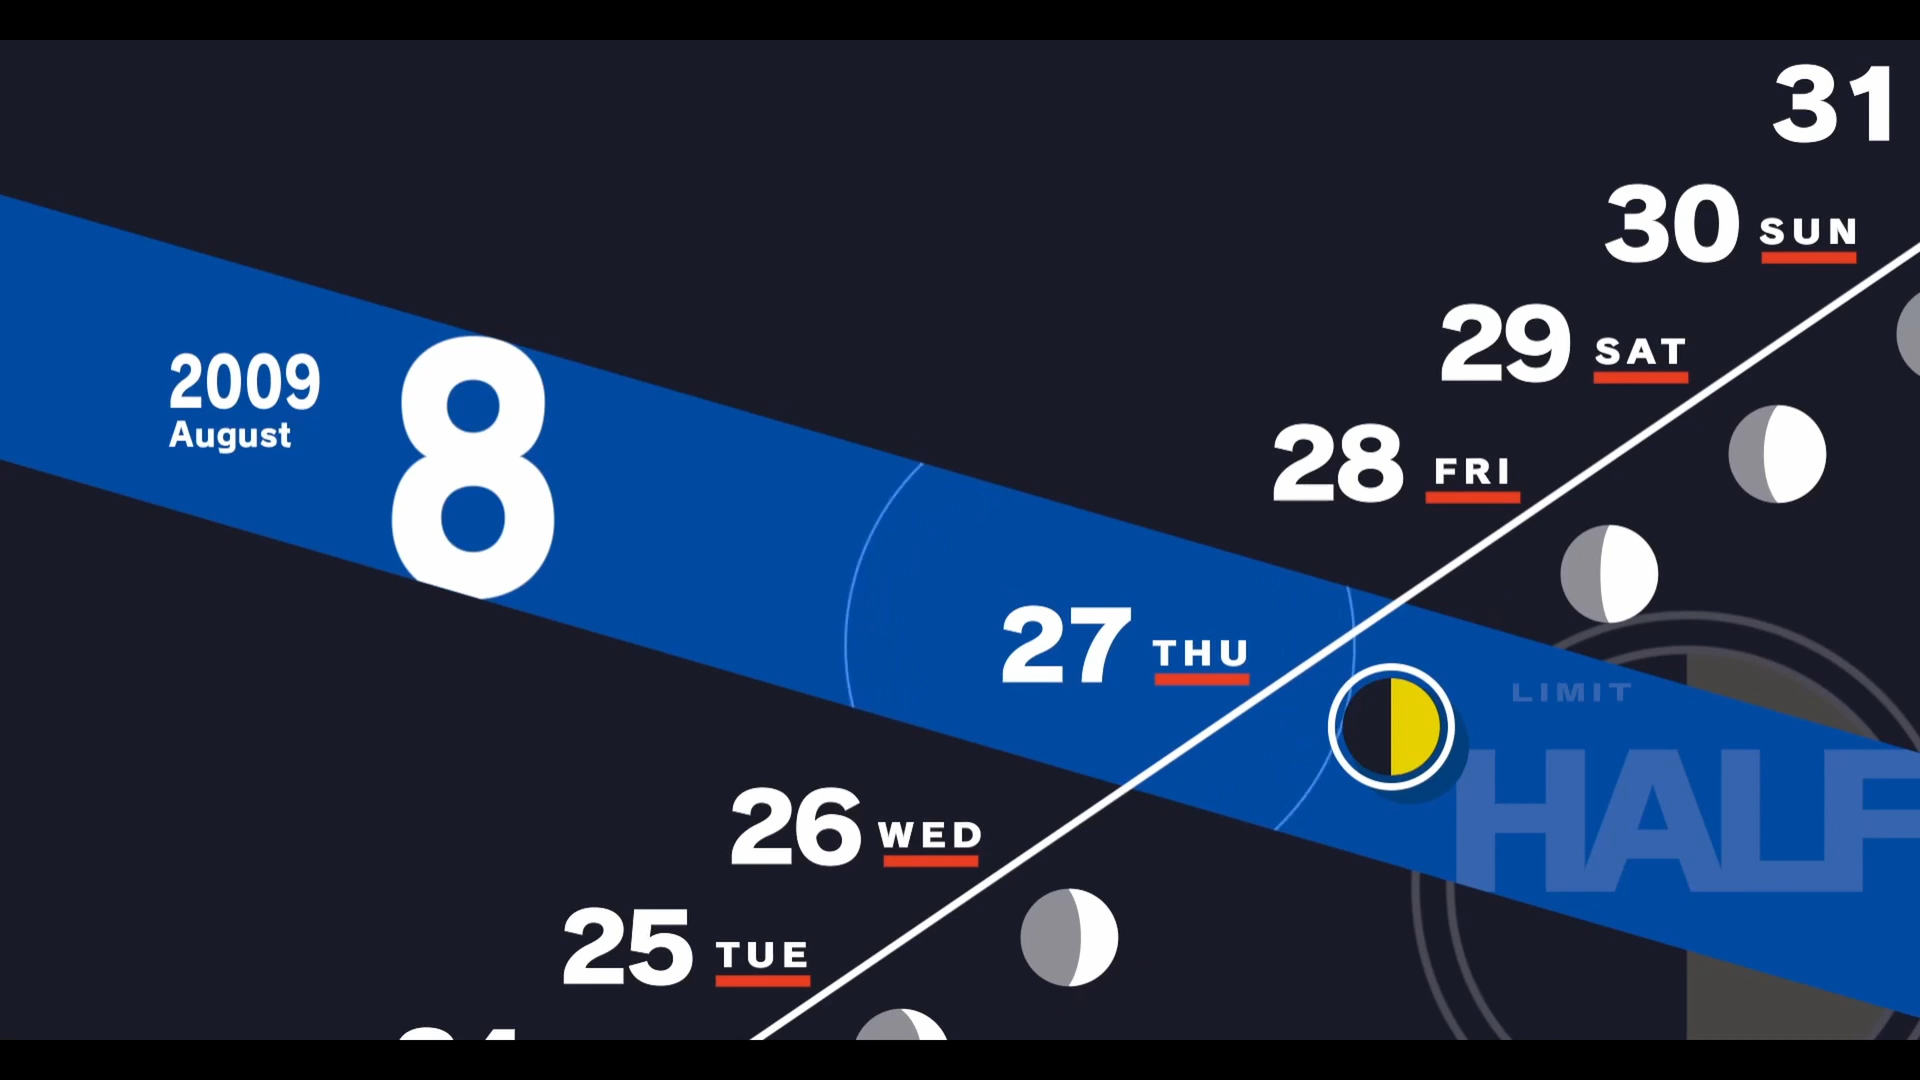 31
30 SUN
29 SAT
28 FRI
2009
August
8
27 THU
LIMIT
HALF
26 WED
25 TUE